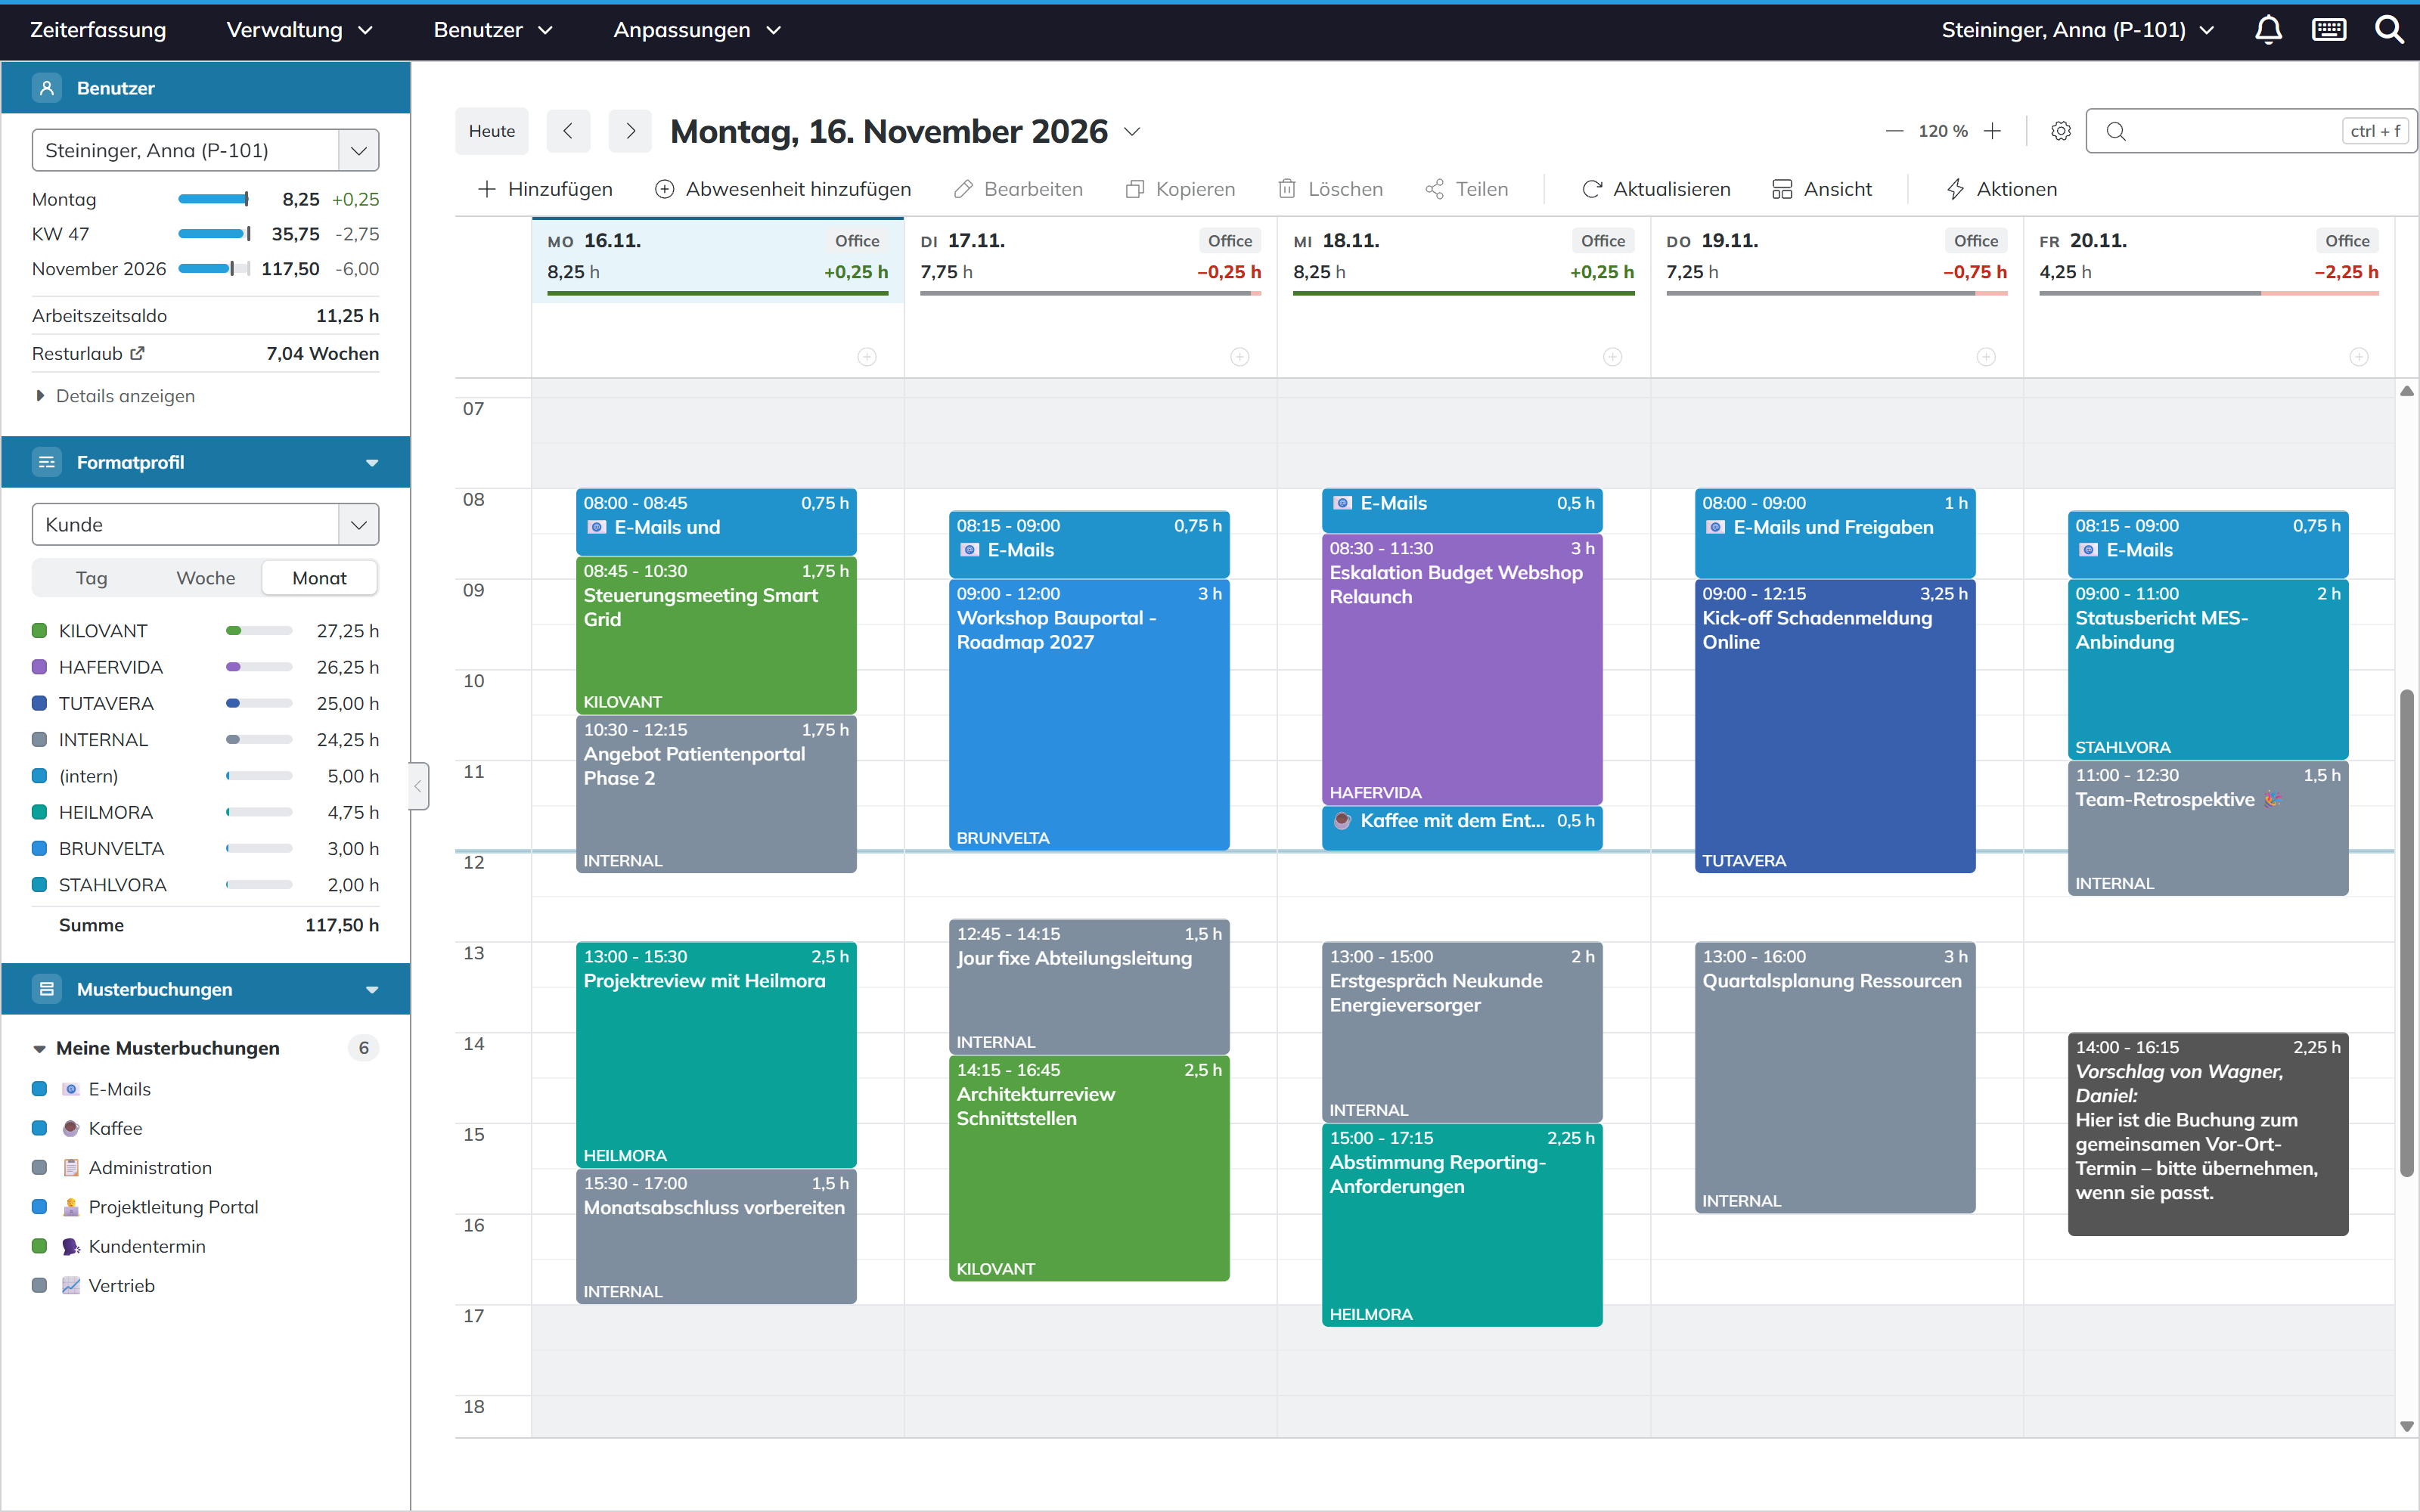 Zeiterfassung Verwaltung Benutzer Anpassungen Steininger, Anna (P-101)
Benutzer
Steininger, Anna (P-101)
Montag 8,25 +0,25
KW 47 35,75 -2,75
November 2026 117,50 -6,00
Arbeitszeitsaldo 11,25 h
Resturlaub 7,04 Wochen
Details anzeigen
Formatprofil
Kunde
Tag Woche Monat
KILOVANT 27,25 h
HAFERVIDA 26,25 h
TUTAVERA 25,00 h
INTERNAL 24,25 h
(intern) 5,00 h
HEILMORA 4,75 h
BRUNVELTA 3,00 h
STAHLVORA 2,00 h
Summe 117,50 h
Musterbuchungen
Meine Musterbuchungen 6
E-Mails
Kaffee
Administration
Projektleitung Portal
Kundentermin
Vertrieb
Heute Montag, 16. November 2026 120 % ctrl + f
Hinzufügen Abwesenheit hinzufügen Bearbeiten Kopieren Löschen Teilen Aktualisieren Ansicht Aktionen
MO 16.11. Office
8,25 h +0,25 h
DI 17.11. Office
7,75 h −0,25 h
MI 18.11. Office
8,25 h +0,25 h
DO 19.11. Office
7,25 h −0,75 h
FR 20.11. Office
4,25 h −2,25 h
07
08
09
10
11
12
13
14
15
16
17
18
08:00 - 08:45 0,75 h
E-Mails und
08:45 - 10:30 1,75 h
Steuerungsmeeting Smart
Grid
KILOVANT
10:30 - 12:15 1,75 h
Angebot Patientenportal
Phase 2
INTERNAL
13:00 - 15:30 2,5 h
Projektreview mit Heilmora
HEILMORA
15:30 - 17:00 1,5 h
Monatsabschluss vorbereiten
INTERNAL
08:15 - 09:00 0,75 h
E-Mails
09:00 - 12:00 3 h
Workshop Bauportal -
Roadmap 2027
BRUNVELTA
12:45 - 14:15 1,5 h
Jour fixe Abteilungsleitung
INTERNAL
14:15 - 16:45 2,5 h
Architekturreview
Schnittstellen
KILOVANT
E-Mails 0,5 h
08:30 - 11:30 3 h
Eskalation Budget Webshop
Relaunch
HAFERVIDA
Kaffee mit dem Ent... 0,5 h
13:00 - 15:00 2 h
Erstgespräch Neukunde
Energieversorger
INTERNAL
15:00 - 17:15 2,25 h
Abstimmung Reporting-
Anforderungen
HEILMORA
08:00 - 09:00 1 h
E-Mails und Freigaben
09:00 - 12:15 3,25 h
Kick-off Schadenmeldung
Online
TUTAVERA
13:00 - 16:00 3 h
Quartalsplanung Ressourcen
INTERNAL
08:15 - 09:00 0,75 h
E-Mails
09:00 - 11:00 2 h
Statusbericht MES-
Anbindung
STAHLVORA
11:00 - 12:30 1,5 h
Team-Retrospektive
INTERNAL
14:00 - 16:15 2,25 h
Vorschlag von Wagner,
Daniel:
Hier ist die Buchung zum
gemeinsamen Vor-Ort-
Termin – bitte übernehmen,
wenn sie passt.